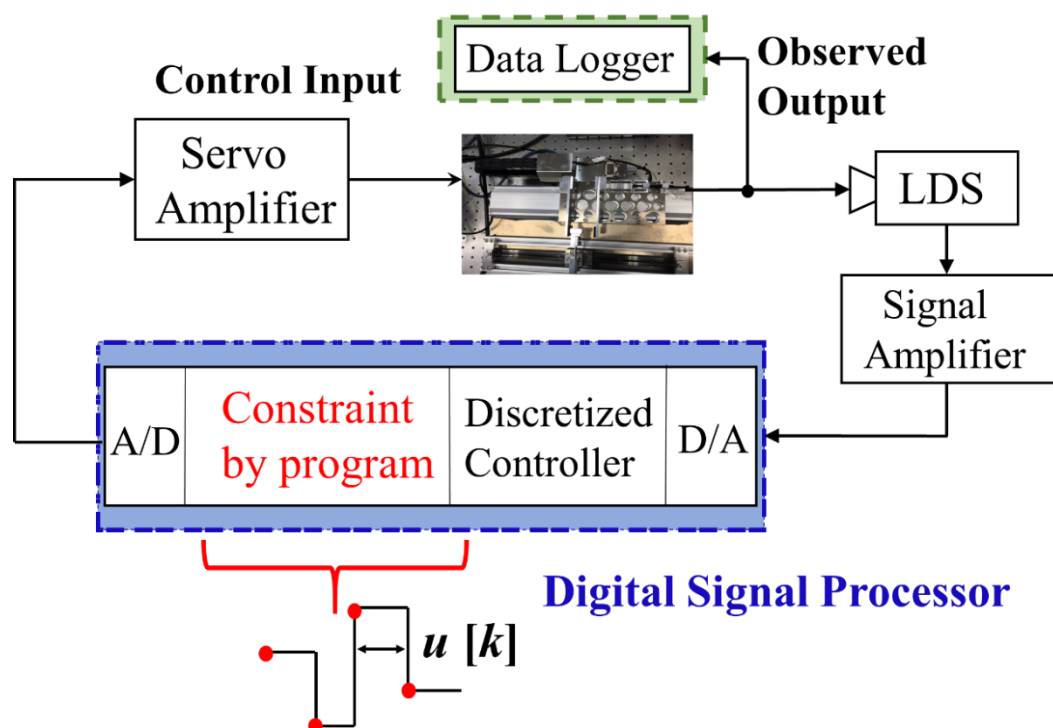 Data Logger
Observed
Output
Control Input
Servo
Amplifier
LDS
Signal
Amplifier
A/D
Constraint
by program
Discretized
Controller
D/A
Digital Signal Processor
u [k]